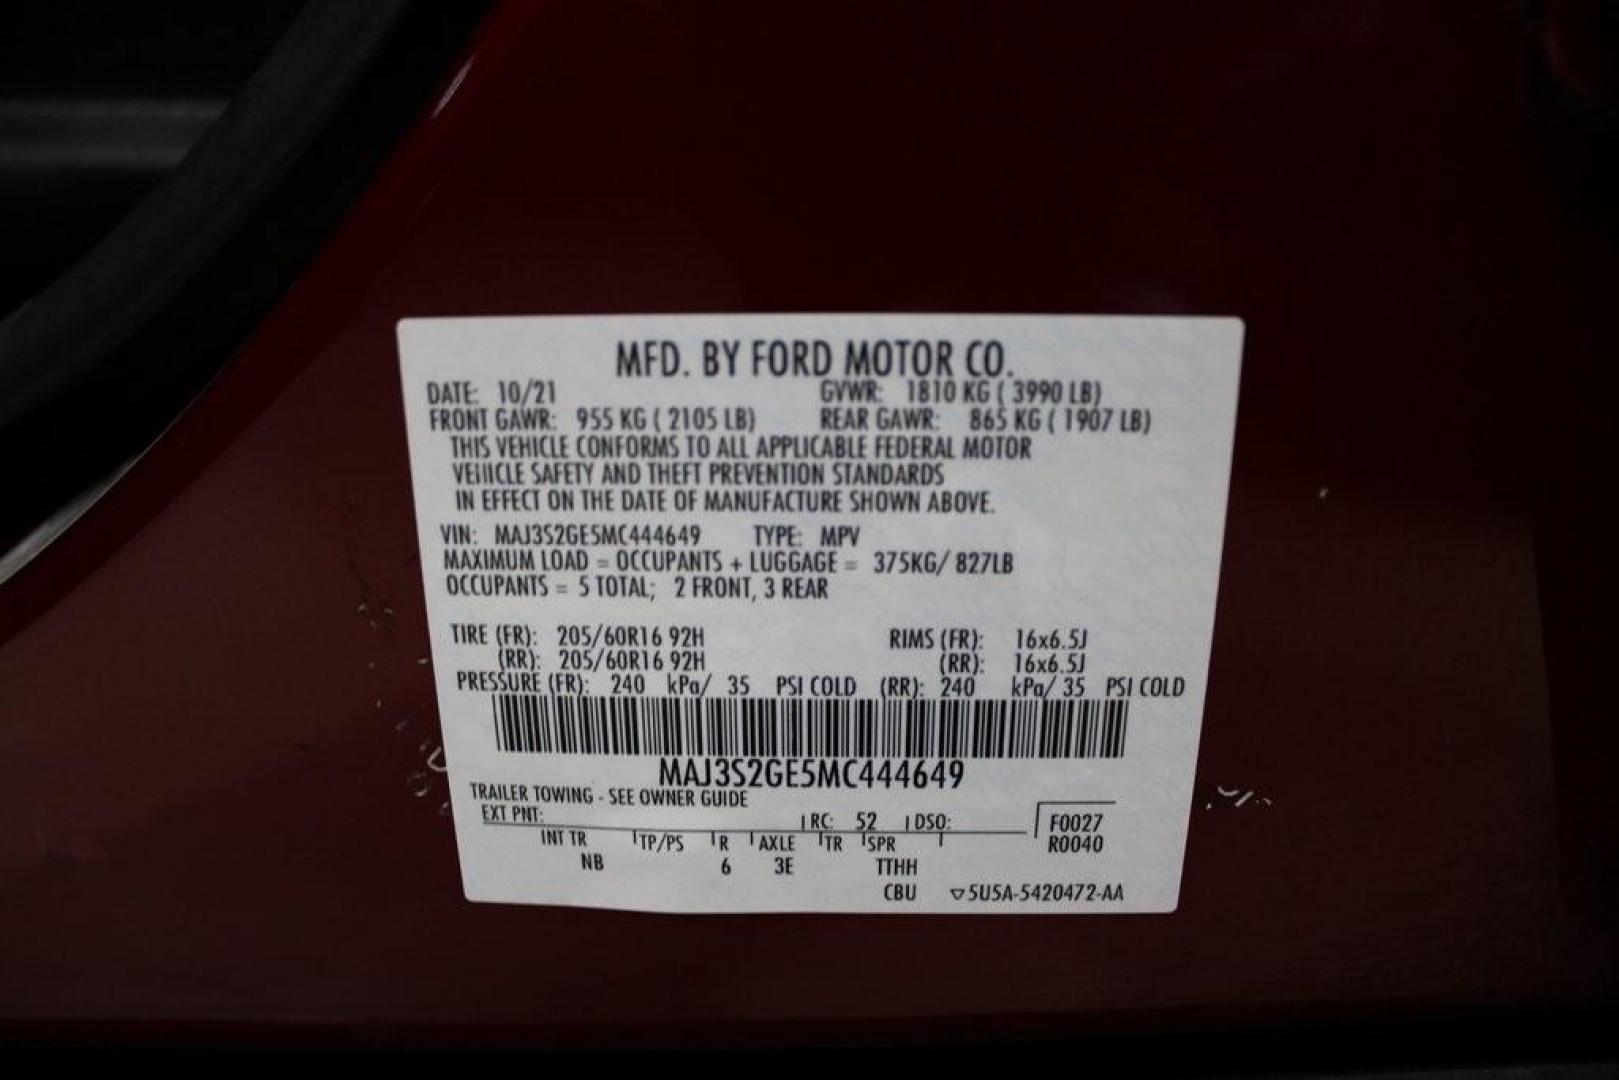 MFD. BY FORD MOTOR CO.
DATE: 10/21 GVWR: 1810 KG ( 3990 LB)
FRONT GAWR: 955 KG ( 2105 LB) REAR GAWR: 865 KG ( 1907 LB)
THIS VEHICLE CONFORMS TO ALL APPLICABLE FEDERAL MOTOR
VEHICLE SAFETY AND THEFT PREVENTION STANDARDS
IN EFFECT ON THE DATE OF MANUFACTURE SHOWN ABOVE.
VIN: MAJ3S2GE5MC444649 TYPE: MPV
MAXIMUM LOAD = OCCUPANTS + LUGGAGE = 375KG/ 827LB
OCCUPANTS = 5 TOTAL; 2 FRONT, 3 REAR
TIRE (FR): 205/60R16 92H RIMS (FR): 16x6.5J
(RR): 205/60R16 92H (RR): 16x6.5J
PRESSURE (FR): 240 kPa/ 35 PSI COLD (RR): 240 kPa/ 35 PSI COLD
MAJ3S2GE5MC444649
TRAILER TOWING - SEE OWNER GUIDE
EXT PNT: RC: 52 DSO: F0027
INT TR TP/PS R AXLE TR SPR R0040
NB 6 3E TTHH
CBU ▽5U5A-5420472-AA